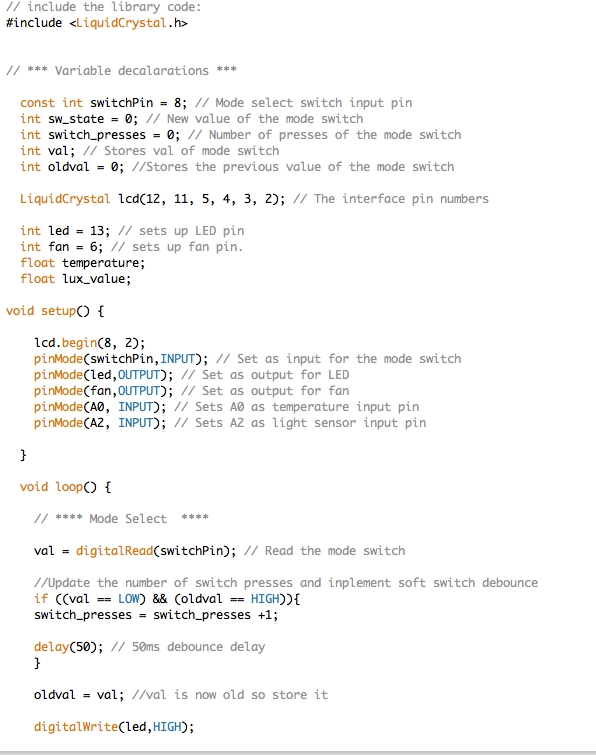 // include the library code:
#include <LiquidCrystal.h>
// *** Variable decalarations ***
const int switchPin = 8; // Mode select switch input pin
int sw_state = 0; // New value of the mode switch
int switch_presses = 0; // Number of presses of the mode switch
int val; // Stores val of mode switch
int oldval = 0; //Stores the previous value of the mode switch
LiquidCrystal lcd(12, 11, 5, 4, 3, 2); // The interface pin numbers
int led = 13; // sets up LED pin
int fan = 6; // sets up fan pin.
float temperature;
float lux_value;
void setup() {
lcd.begin(8, 2);
pinMode(switchPin,INPUT); // Set as input for the mode switch
pinMode(led,OUTPUT); // Set as output for LED
pinMode(fan,OUTPUT); // Set as output for fan
pinMode(A0, INPUT); // Sets A0 as temperature input pin
pinMode(A2, INPUT); // Sets A2 as light sensor input pin
}
void loop() {
// **** Mode Select  ****
val = digitalRead(switchPin); // Read the mode switch
//Update the number of switch presses and inplement soft switch debounce
if ((val == LOW) && (oldval == HIGH)){
switch_presses = switch_presses +1;
delay(50); // 50ms debounce delay
}
oldval = val; //val is now old so store it
digitalWrite(led,HIGH);